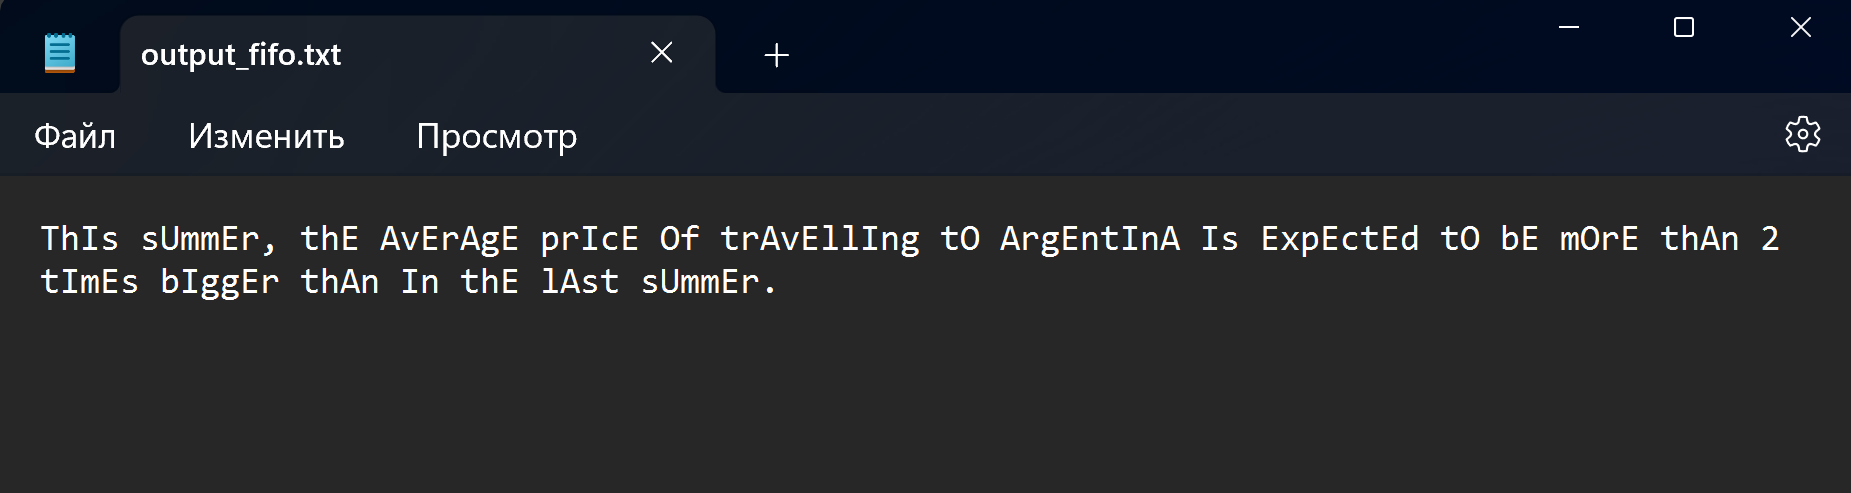 output_fifo.txt
Файл Изменить Просмотр
ThIs sUmmEr, thE AvErAgE prIcE Of trAvEllIng tO ArgEntInA Is ExpEctEd tO bE mOrE thAn 2
tImEs bIggEr thAn In thE lAst sUmmEr.